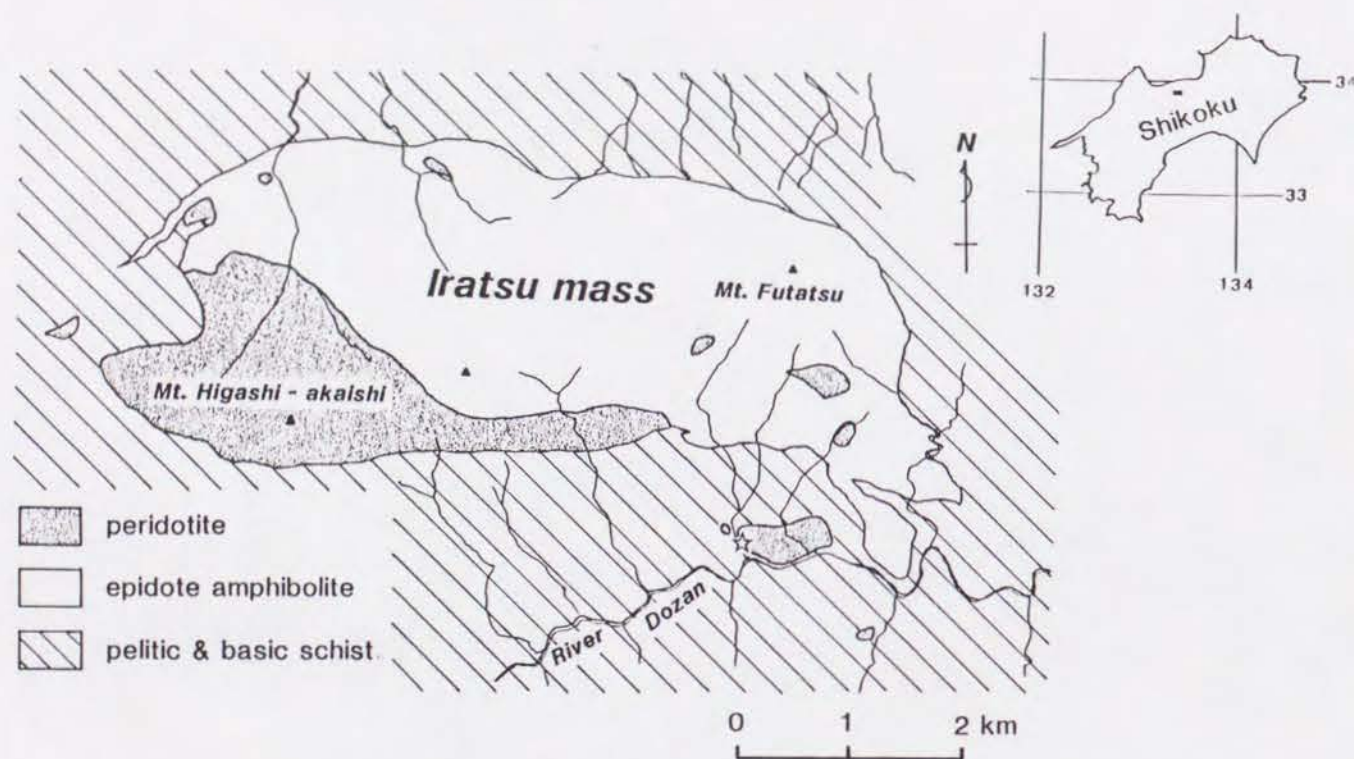 34
Shikoku
33
132
134
N
Iratsu mass
Mt. Futatsu
Mt. Higashi - akaishi
peridotite
epidote amphibolite
pelitic & basic schist
River Dozan
0 1 2 km